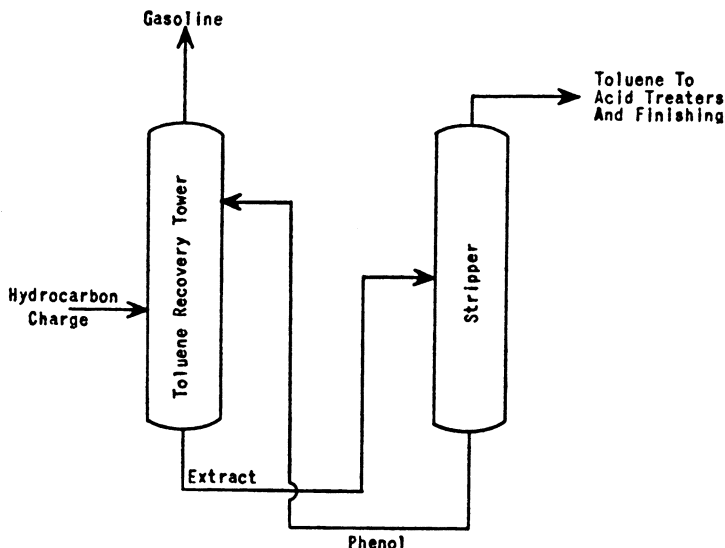 Gasoline
Toluene To
Acid Treaters
And Finishing
Toluene Recovery Tower
Stripper
Hydrocarbon
Charge
Extract
Phenol